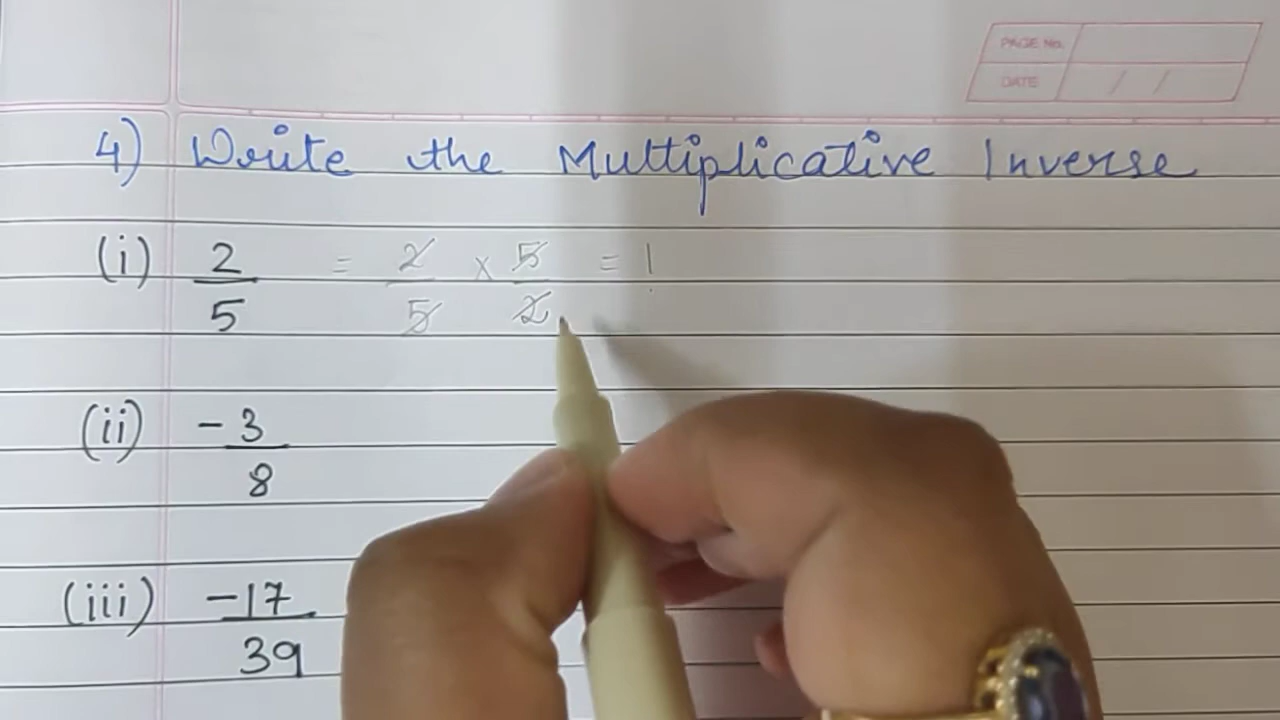 PAGE No.
DATE / /
4) Write the Multiplicative Inverse
(i) 2/5 = 2/5 x 5/2 = 1
(ii) -3/8
(iii) -17/39